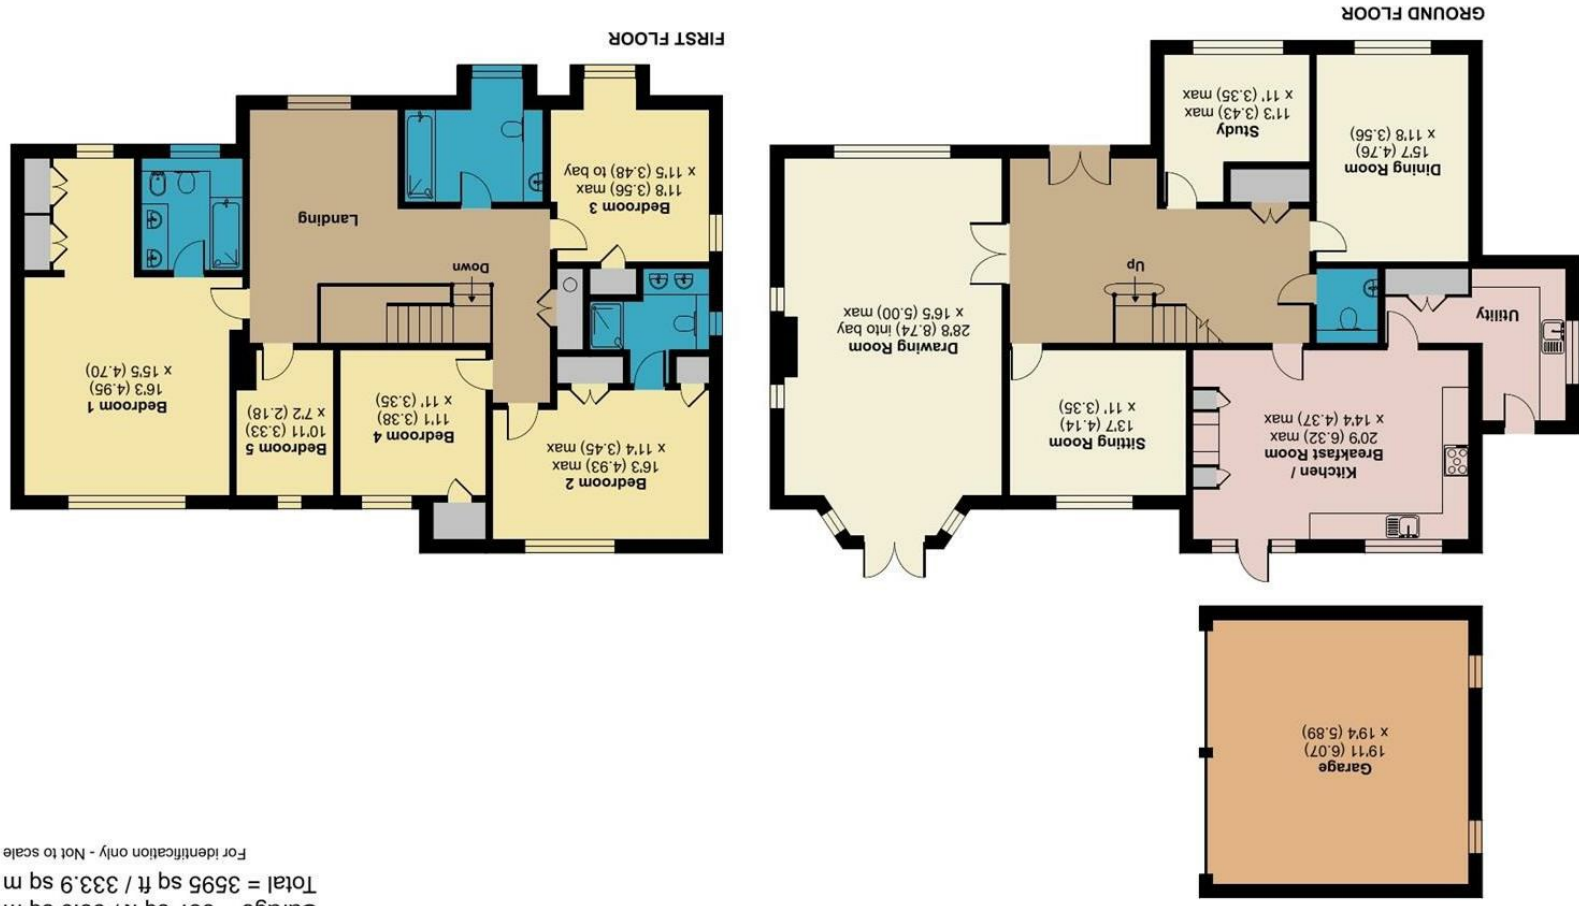 Total = 3595 sq ft / 333.9 sq m
For identification only - Not to scale
Garage
19'11 (6.07)
x 19'4 (5.89)
Kitchen /
Breakfast Room
20'9 (6.32) max
x 14'4 (4.37) max
Sitting Room
13'7 (4.14)
x 11' (3.35)
Drawing Room
28'8 (8.74) into bay
x 16'5 (5.00) max
Utility
Up
Dining Room
15'7 (4.76)
x 11'8 (3.56)
Study
11'3 (3.43) max
x 11' (3.35) max
GROUND FLOOR
Bedroom 2
16'3 (4.93) max
x 11'4 (3.45) max
Bedroom 4
11'1 (3.38)
x 11' (3.35)
Bedroom 5
10'11 (3.33)
x 7'2 (2.18)
Bedroom 1
16'3 (4.95)
x 15'5 (4.70)
Down
Landing
Bedroom 3
11'8 (3.56) max
x 11'5 (3.48) to bay
FIRST FLOOR